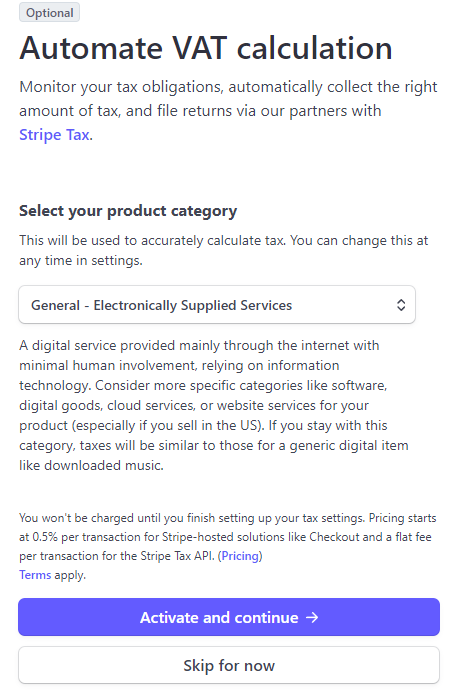 Optional
Automate VAT calculation
Monitor your tax obligations, automatically collect the right
amount of tax, and file returns via our partners with
Stripe Tax.
Select your product category
This will be used to accurately calculate tax. You can change this at
any time in settings.
General - Electronically Supplied Services
A digital service provided mainly through the internet with
minimal human involvement, relying on information
technology. Consider more specific categories like software,
digital goods, cloud services, or website services for your
product (especially if you sell in the US). If you stay with this
category, taxes will be similar to those for a generic digital item
like downloaded music.
You won't be charged until you finish setting up your tax settings. Pricing starts
at 0.5% per transaction for Stripe-hosted solutions like Checkout and a flat fee
per transaction for the Stripe Tax API. (Pricing)
Terms apply.
Activate and continue →
Skip for now